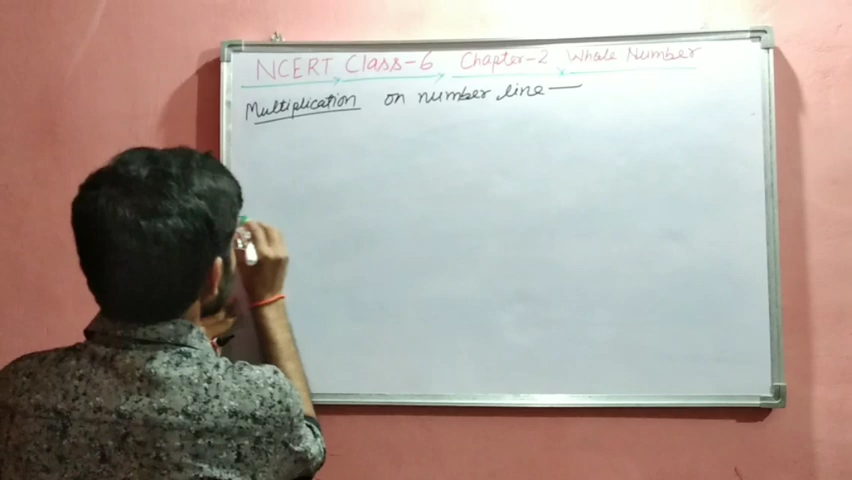 NCERT Class-6 Chapter-2 Whole Number
Multiplication on number line —